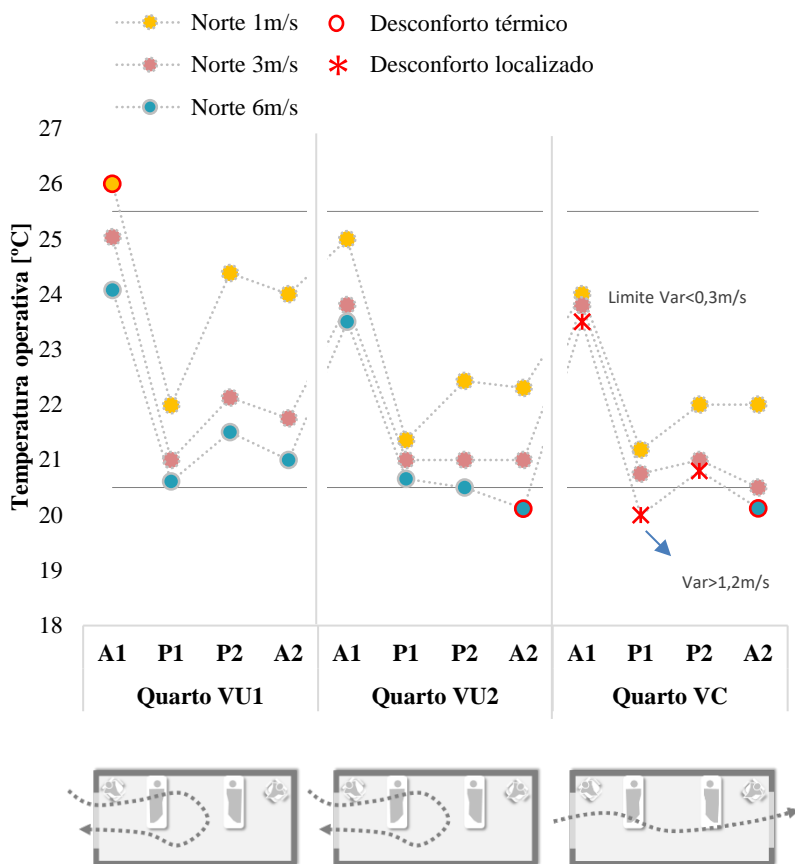 Norte 1m/s
Desconforto térmico
Norte 3m/s
Desconforto localizado
Norte 6m/s
Temperatura operativa [ºC]
27
26
25
24
23
22
21
20
19
18
Limite Var<0,3m/s
Var>1,2m/s
A1 P1 P2 A2 A1 P1 P2 A2 A1 P1 P2 A2
Quarto VU1 Quarto VU2 Quarto VC